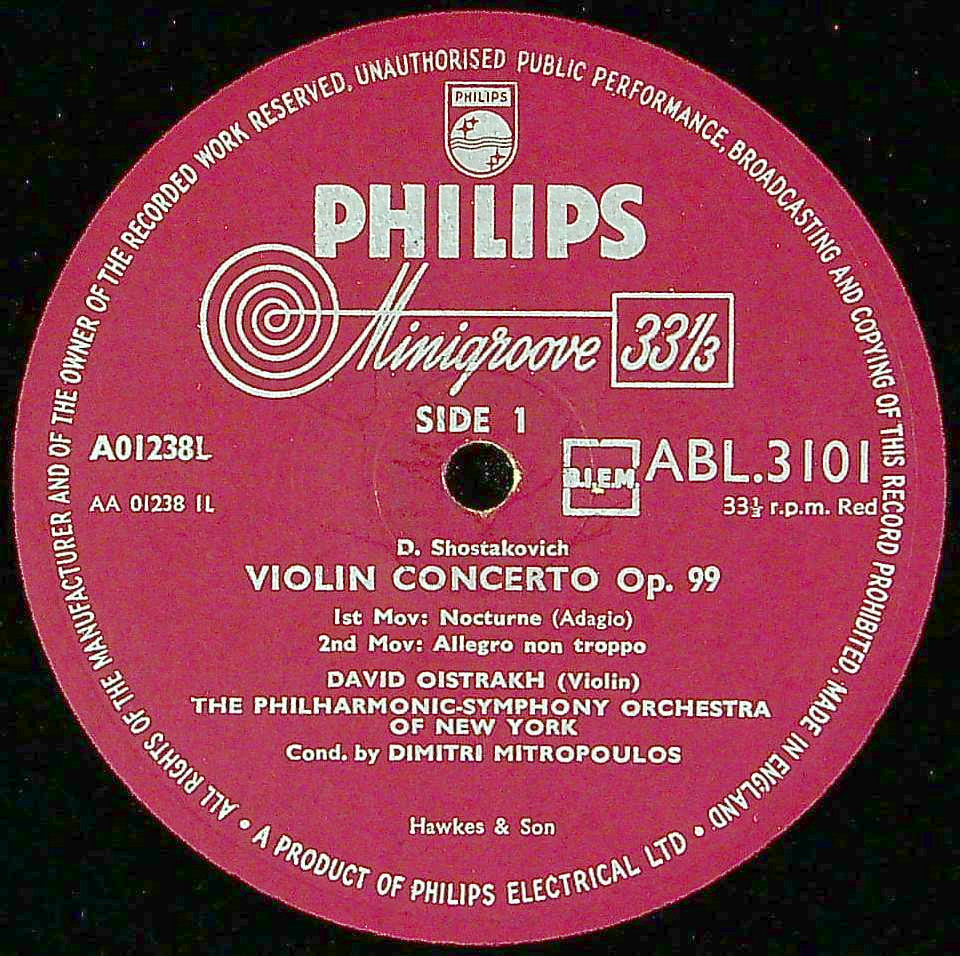 ALL RIGHTS OF THE MANUFACTURER AND OF THE OWNER OF THE RECORDED WORK RESERVED, UNAUTHORISED PUBLIC PERFORMANCE, BROADCASTING AND COPYING OF THIS RECORD PROHIBITED, MADE IN ENGLAND •
PHILIPS
PHILIPS
Minigroove 33 1/3
SIDE 1
A01238L
AA 01238 1L
B.I.E.M.
ABL.3101
33⅓ r.p.m. Red
D. Shostakovich
VIOLIN CONCERTO Op. 99
1st Mov: Nocturne (Adagio)
2nd Mov: Allegro non troppo
DAVID OISTRAKH (Violin)
THE PHILHARMONIC-SYMPHONY ORCHESTRA
OF NEW YORK
Cond. by DIMITRI MITROPOULOS
Hawkes & Son
• A PRODUCT OF PHILIPS ELECTRICAL LTD